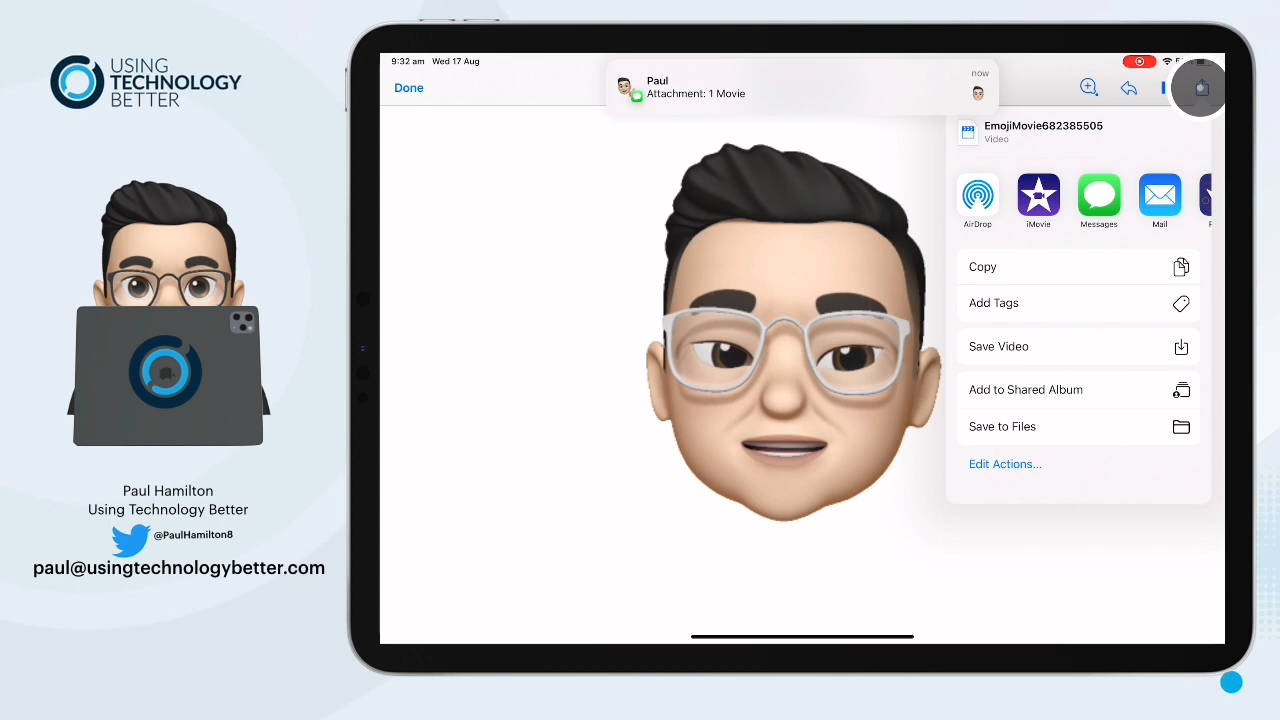 USING
TECHNOLOGY
BETTER
Paul Hamilton
Using Technology Better
@PaulHamilton8
paul@usingtechnologybetter.com
9:32 am Wed 17 Aug
Done
Paul
Attachment: 1 Movie
now
EmojiMovie682385505
Video
AirDrop
iMovie
Messages
Mail
Copy
Add Tags
Save Video
Add to Shared Album
Save to Files
Edit Actions...